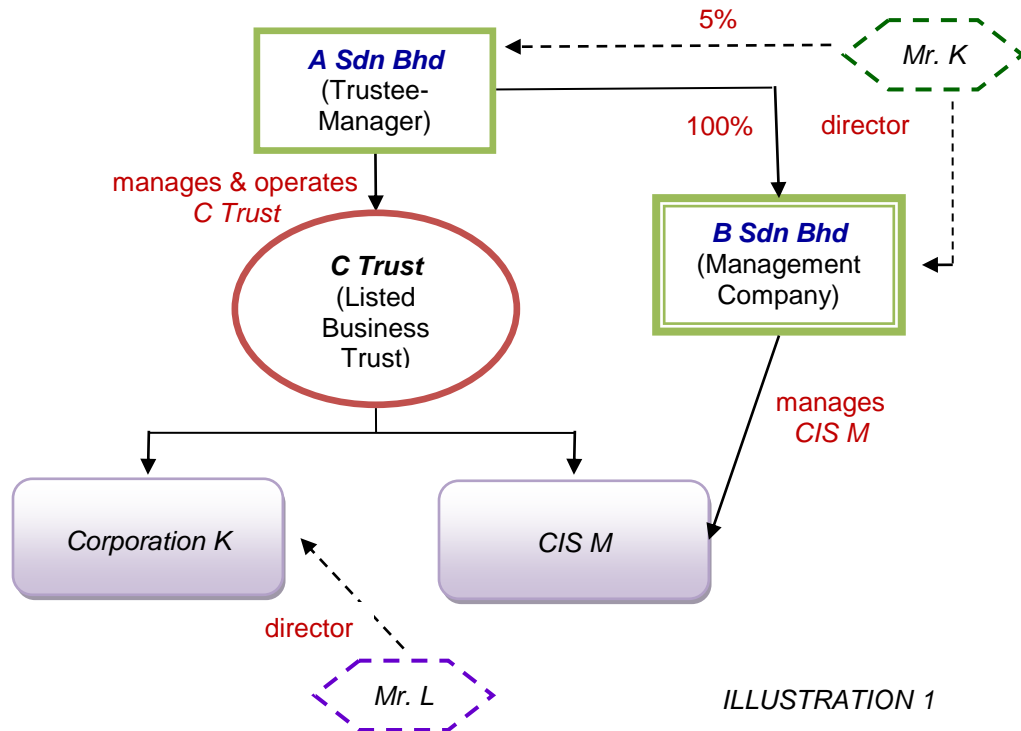 5%
A Sdn Bhd
(Trustee-
Manager)
Mr. K
100%
director
manages & operates
C Trust
B Sdn Bhd
(Management
Company)
C Trust
(Listed
Business
Trust)
manages
CIS M
Corporation K
CIS M
director
Mr. L
ILLUSTRATION 1